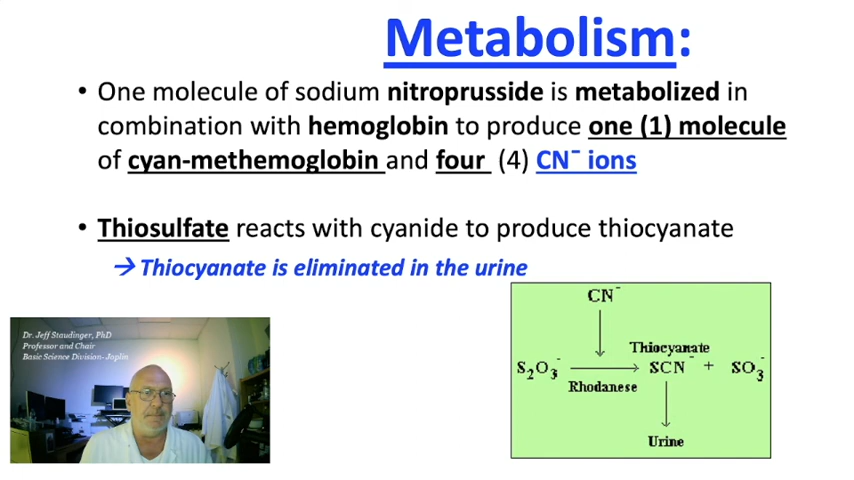 Metabolism:
• One molecule of sodium nitroprusside is metabolized in
combination with hemoglobin to produce one (1) molecule
of cyan-methemoglobin and four (4) CN⁻ ions
• Thiosulfate reacts with cyanide to produce thiocyanate
→ Thiocyanate is eliminated in the urine
CN⁻
Thiocyanate
S₂O₃⁻ → SCN⁻ + SO₃⁻
Rhodanese
Urine
Dr. Jeff Staudinger, PhD
Professor and Chair
Basic Science Division-Joplin